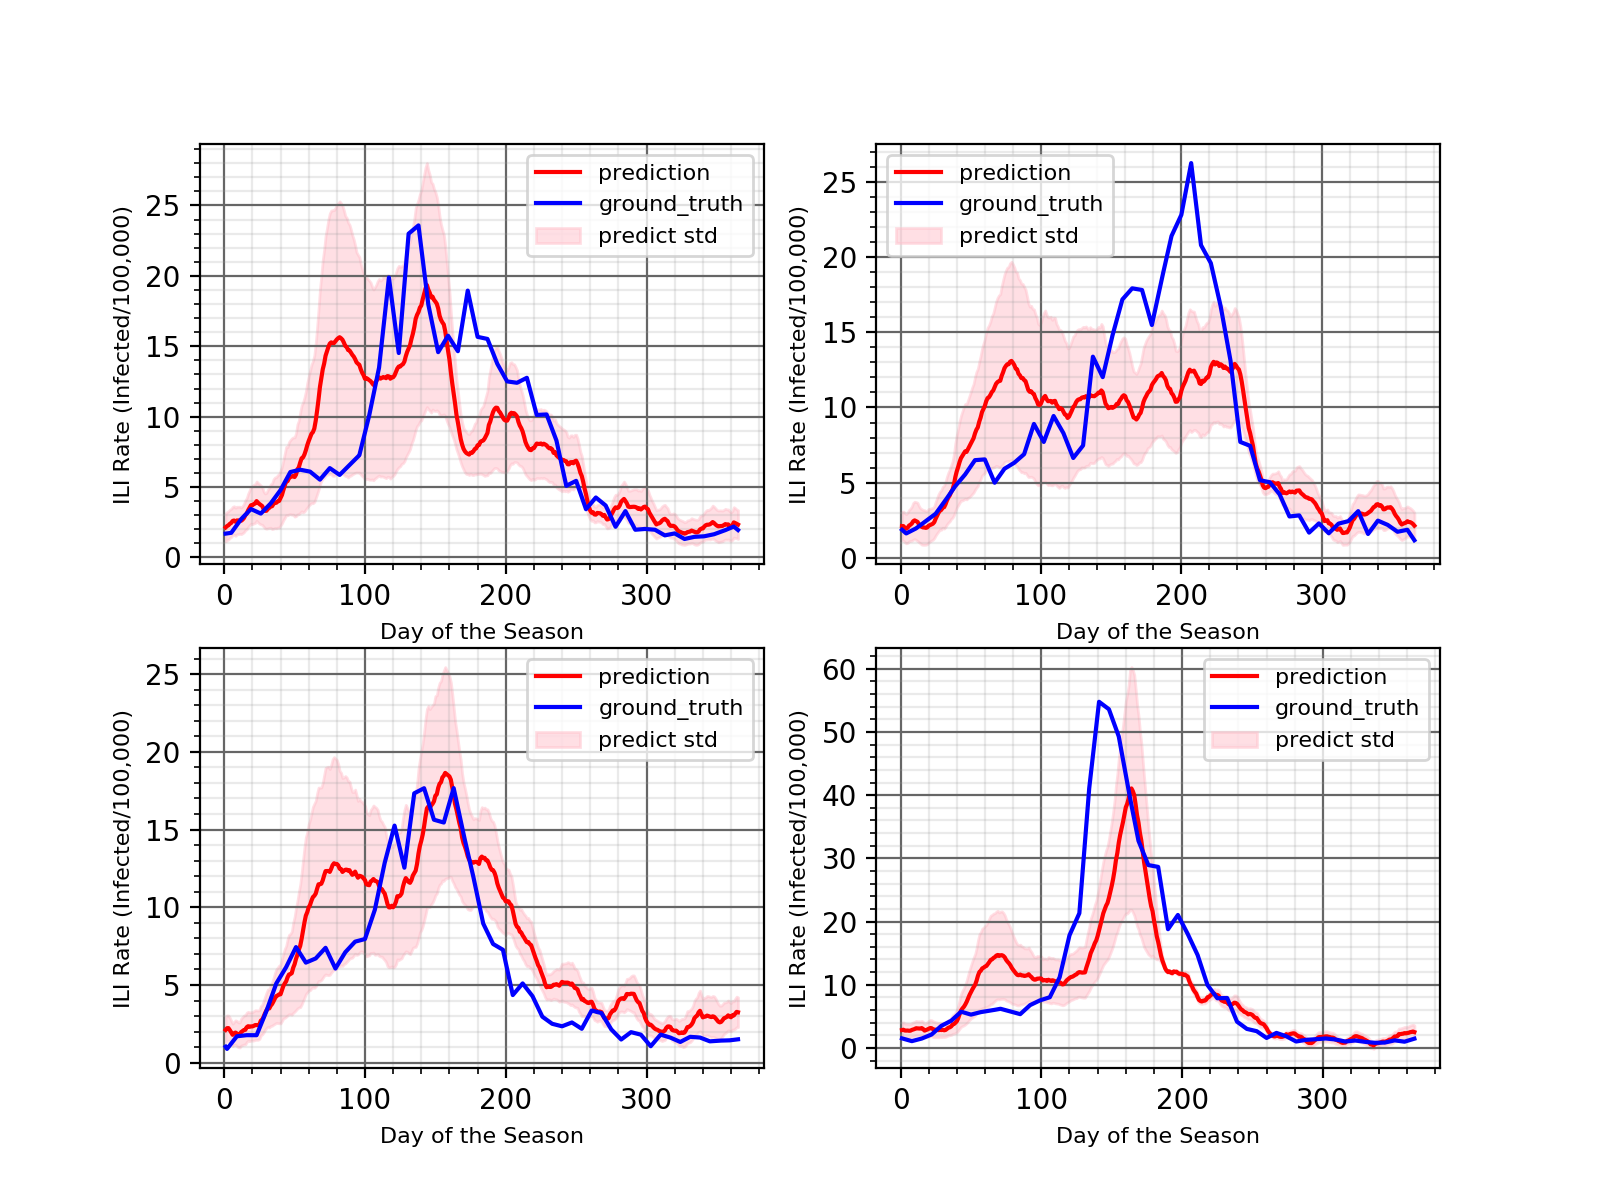 prediction
ground_truth
predict std
ILI Rate (Infected/100,000)
25
20
15
10
5
0
0 100 200 300
Day of the Season
prediction
ground_truth
predict std
ILI Rate (Infected/100,000)
25
20
15
10
5
0
0 100 200 300
Day of the Season
prediction
ground_truth
predict std
ILI Rate (Infected/100,000)
25
20
15
10
5
0
0 100 200 300
Day of the Season
prediction
ground_truth
predict std
ILI Rate (Infected/100,000)
60
50
40
30
20
10
0
0 100 200 300
Day of the Season